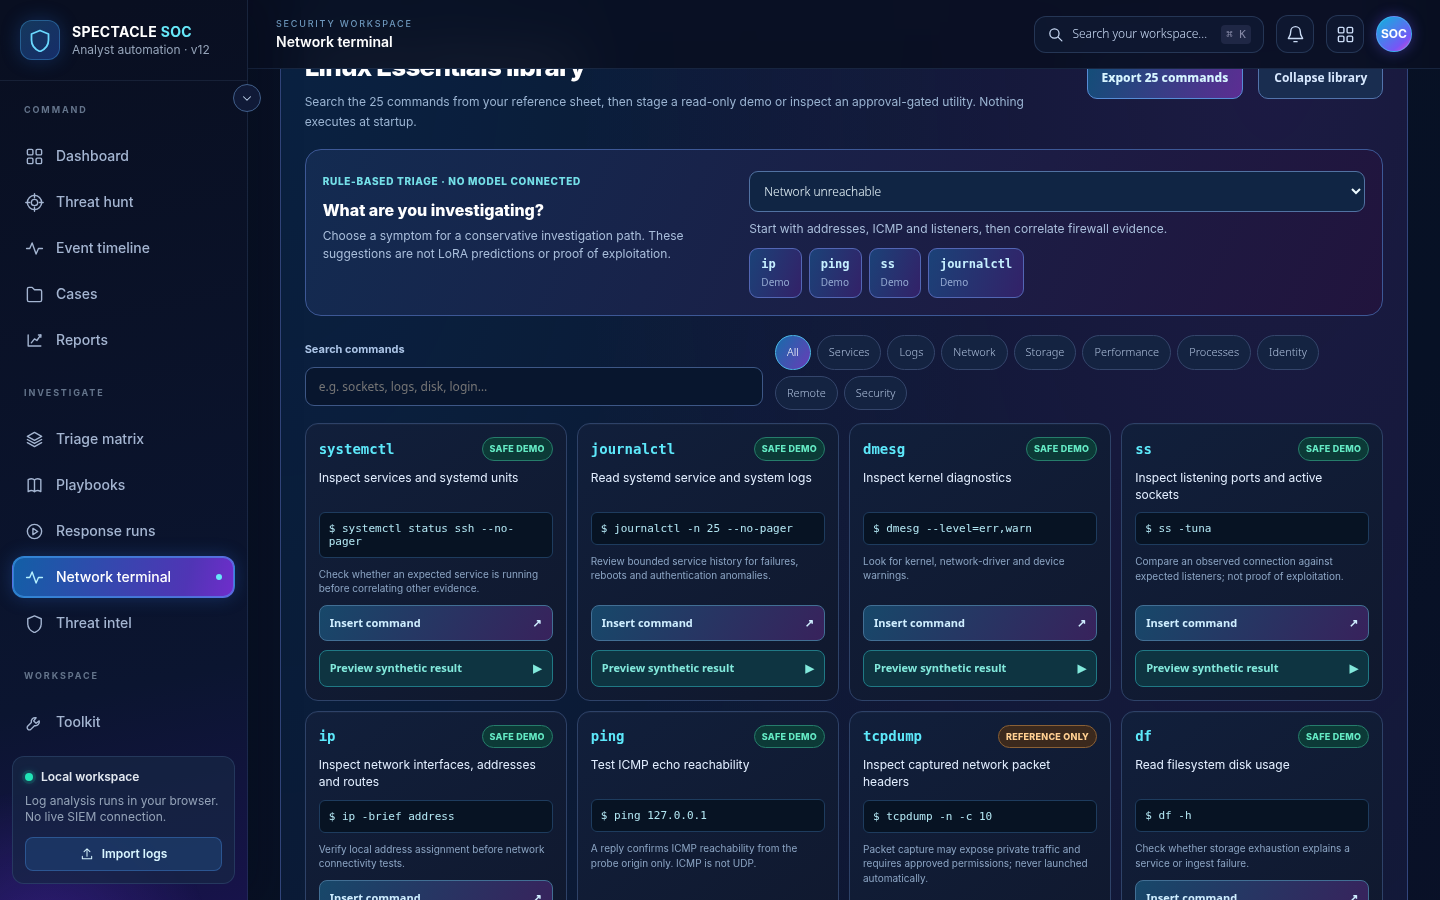 SPECTACLE SOC
Analyst automation · v12
COMMAND
Dashboard
Threat hunt
Event timeline
Cases
Reports
INVESTIGATE
Triage matrix
Playbooks
Response runs
Network terminal
Threat intel
WORKSPACE
Toolkit
Local workspace
Log analysis runs in your browser.
No live SIEM connection.
Import logs
SECURITY WORKSPACE
Network terminal
Search your workspace...
⌘ K
SOC
Linux Essentials library
Search the 25 commands from your reference sheet, then stage a read-only demo or inspect an approval-gated utility. Nothing
executes at startup.
Export 25 commands
Collapse library
RULE-BASED TRIAGE · NO MODEL CONNECTED
What are you investigating?
Choose a symptom for a conservative investigation path. These
suggestions are not LoRA predictions or proof of exploitation.
Network unreachable
Start with addresses, ICMP and listeners, then correlate firewall evidence.
ip
Demo
ping
Demo
ss
Demo
journalctl
Demo
Search commands
e.g. sockets, logs, disk, login...
All
Services
Logs
Network
Storage
Performance
Processes
Identity
Remote
Security
systemctl
SAFE DEMO
Inspect services and systemd units
$ systemctl status ssh --no-
pager
Check whether an expected service is running
before correlating other evidence.
Insert command ↗
Preview synthetic result ▶
journalctl
SAFE DEMO
Read systemd service and system logs
$ journalctl -n 25 --no-pager
Review bounded service history for failures,
reboots and authentication anomalies.
Insert command ↗
Preview synthetic result ▶
dmesg
SAFE DEMO
Inspect kernel diagnostics
$ dmesg --level=err,warn
Look for kernel, network-driver and device
warnings.
Insert command ↗
Preview synthetic result ▶
ss
SAFE DEMO
Inspect listening ports and active
sockets
$ ss -tuna
Compare an observed connection against
expected listeners; not proof of exploitation.
Insert command ↗
Preview synthetic result ▶
ip
SAFE DEMO
Inspect network interfaces, addresses
and routes
$ ip -brief address
Verify local address assignment before network
connectivity tests.
Insert command
ping
SAFE DEMO
Test ICMP echo reachability
$ ping 127.0.0.1
A reply confirms ICMP reachability from the
probe origin only. ICMP is not UDP.
tcpdump
REFERENCE ONLY
Inspect captured network packet
headers
$ tcpdump -n -c 10
Packet capture may expose private traffic and
requires approved permissions; never launched
automatically.
df
SAFE DEMO
Read filesystem disk usage
$ df -h
Check whether storage exhaustion explains a
service or ingest failure.
Insert command